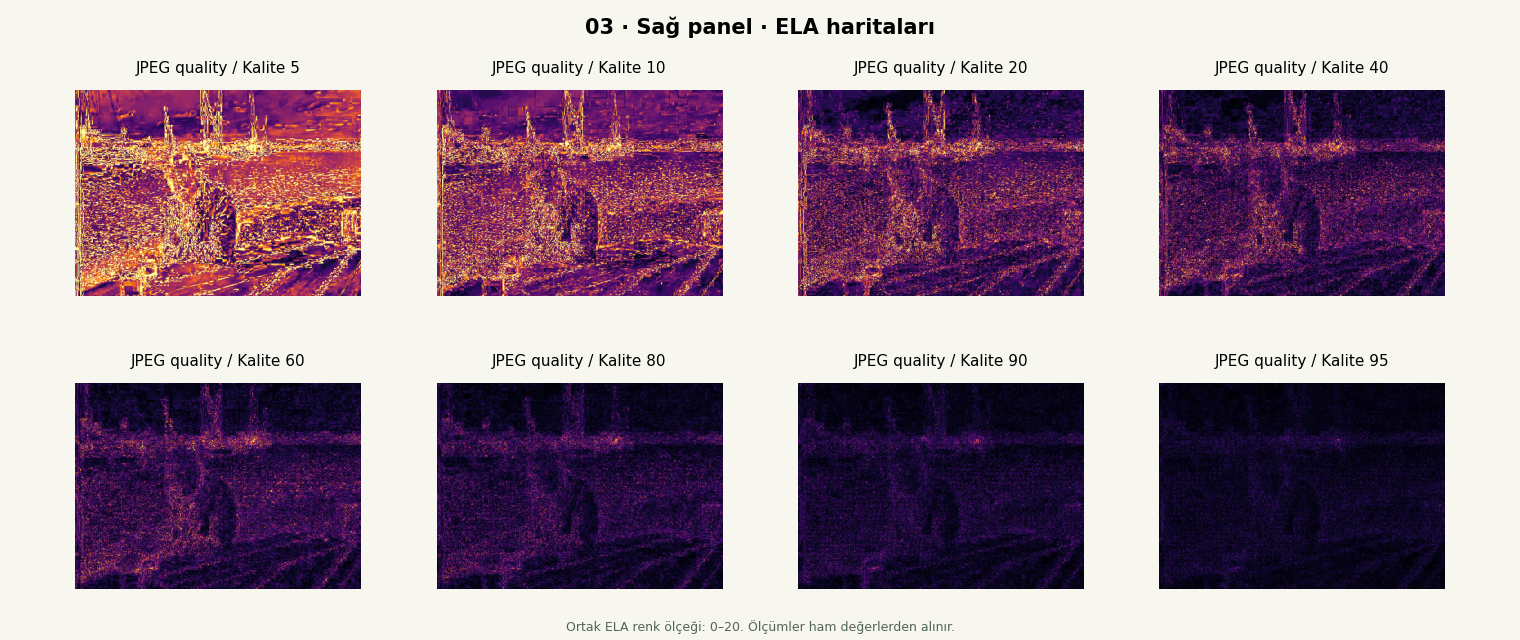 03 · Sağ panel · ELA haritaları
JPEG quality / Kalite 5
JPEG quality / Kalite 10
JPEG quality / Kalite 20
JPEG quality / Kalite 40
JPEG quality / Kalite 60
JPEG quality / Kalite 80
JPEG quality / Kalite 90
JPEG quality / Kalite 95
Ortak ELA renk ölçeği: 0–20. Ölçümler ham değerlerden alınır.